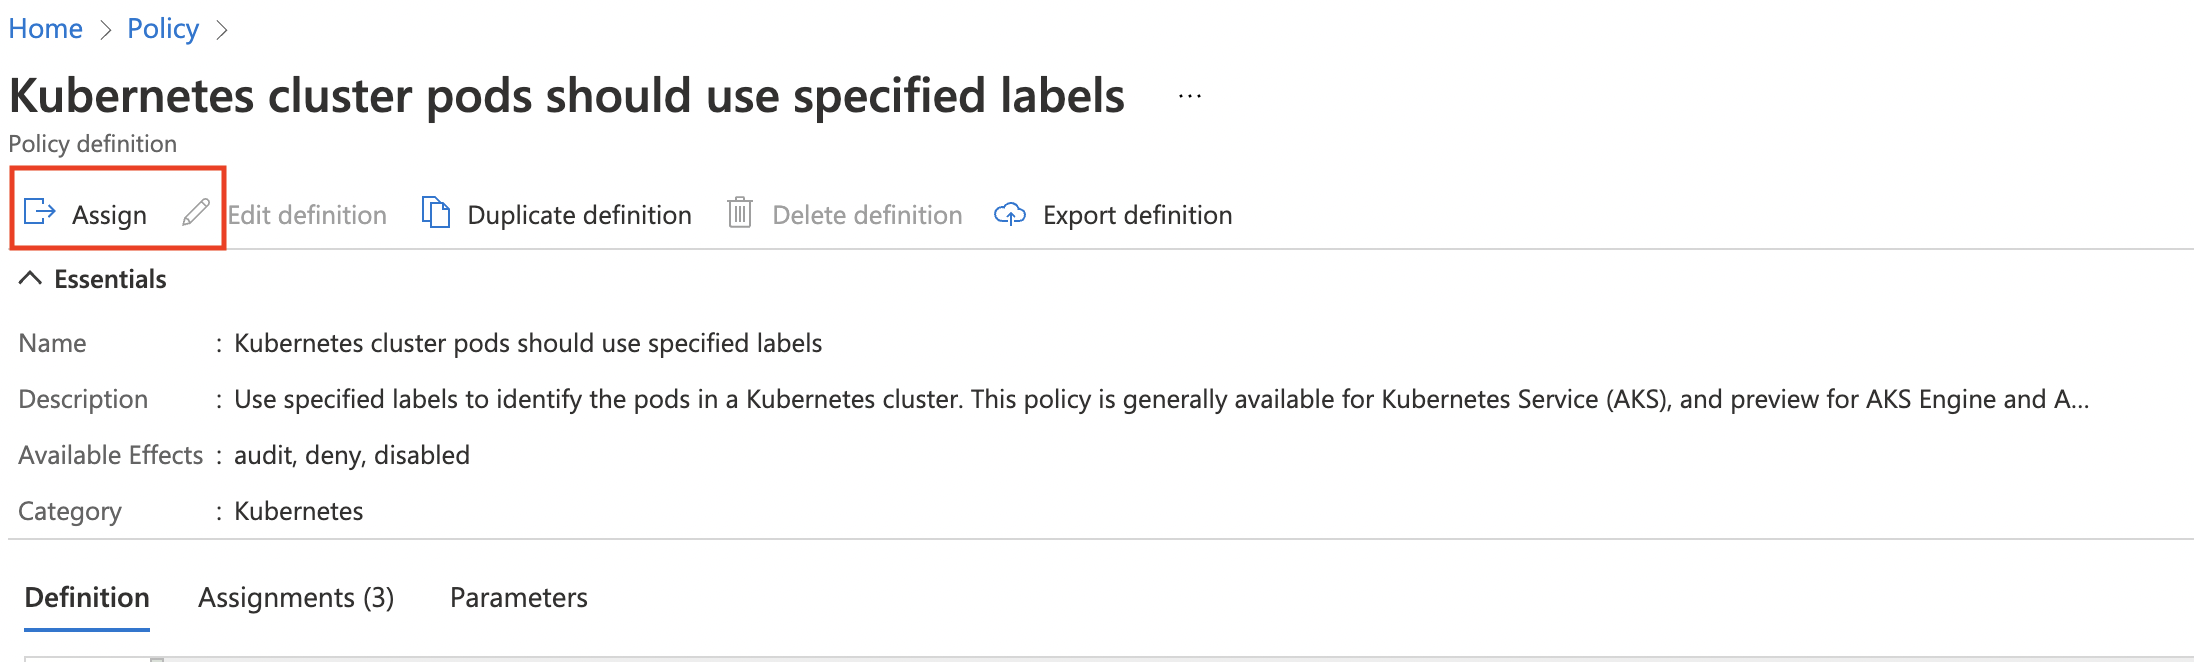 Home > Policy >
Kubernetes cluster pods should use specified labels ...
Policy definition
Assign Edit definition Duplicate definition Delete definition Export definition
Essentials
Name : Kubernetes cluster pods should use specified labels
Description : Use specified labels to identify the pods in a Kubernetes cluster. This policy is generally available for Kubernetes Service (AKS), and preview for AKS Engine and A...
Available Effects : audit, deny, disabled
Category : Kubernetes
Definition Assignments (3) Parameters